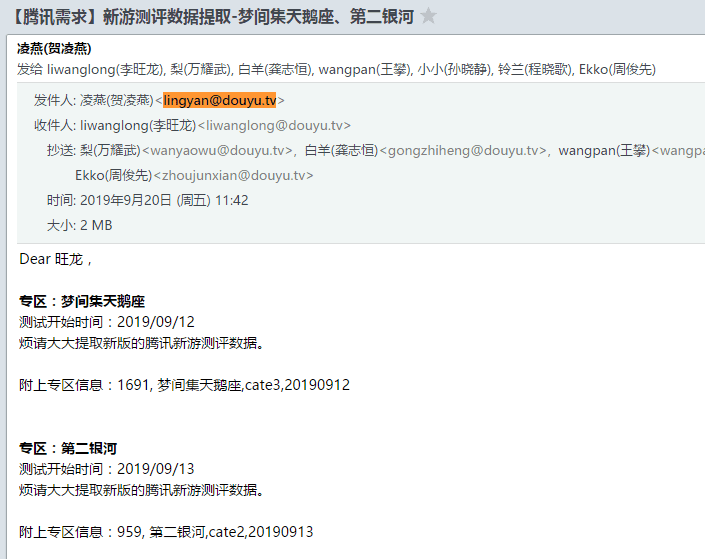 【腾讯需求】新游测评数据提取-梦间集天鹅座、第二银河
凌燕(贺凌燕)
发给 liwanglong(李旺龙), 梨(万耀武), 白羊(龚志恒), wangpan(王攀), 小小(孙晓静), 铃兰(程晓歌), Ekko(周俊先)
发件人: 凌燕(贺凌燕)<lingyan@douyu.tv>
收件人: liwanglong(李旺龙)<liwanglong@douyu.tv>
抄送: 梨(万耀武)<wanyaowu@douyu.tv>, 白羊(龚志恒)<gongzhiheng@douyu.tv>, wangpan(王攀)<wangpa
Ekko(周俊先)<zhoujunxian@douyu.tv>
时间: 2019年9月20日 (周五) 11:42
大小: 2 MB
Dear 旺龙，
专区：梦间集天鹅座
测试开始时间：2019/09/12
烦请大大提取新版的腾讯新游测评数据。
附上专区信息：1691, 梦间集天鹅座,cate3,20190912
专区：第二银河
测试开始时间：2019/09/13
烦请大大提取新版的腾讯新游测评数据。
附上专区信息：959, 第二银河,cate2,20190913